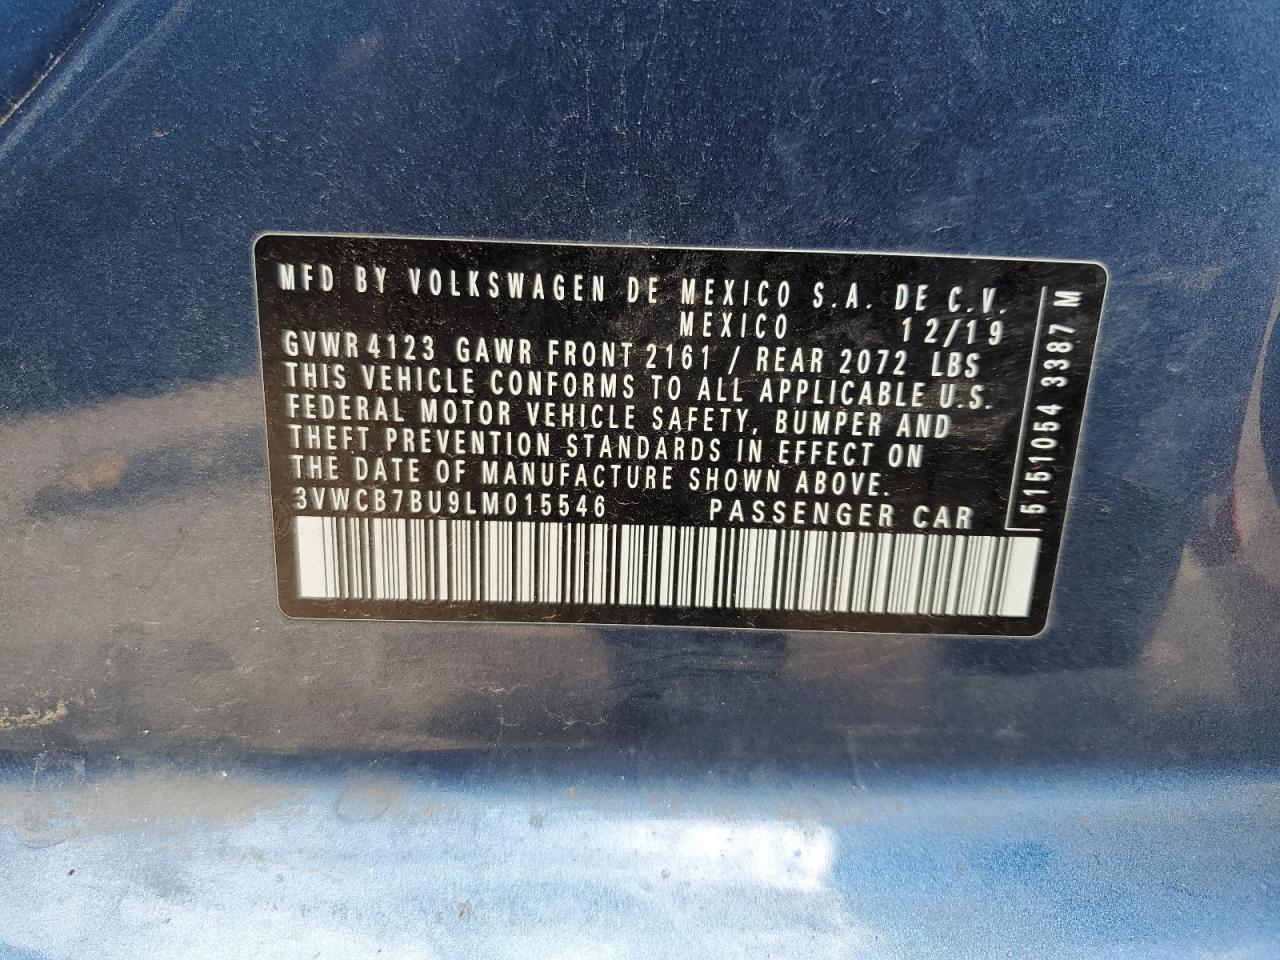 MFD BY VOLKSWAGEN DE MEXICO S.A. DE C.V.
MEXICO 12/19
GVWR 4123 GAWR FRONT 2161 / REAR 2072 LBS
THIS VEHICLE CONFORMS TO ALL APPLICABLE U.S.
FEDERAL MOTOR VEHICLE SAFETY, BUMPER AND
THEFT PREVENTION STANDARDS IN EFFECT ON
THE DATE OF MANUFACTURE SHOWN ABOVE.
3VWCB7BU9LM015546 PASSENGER CAR
5151054 3387 M